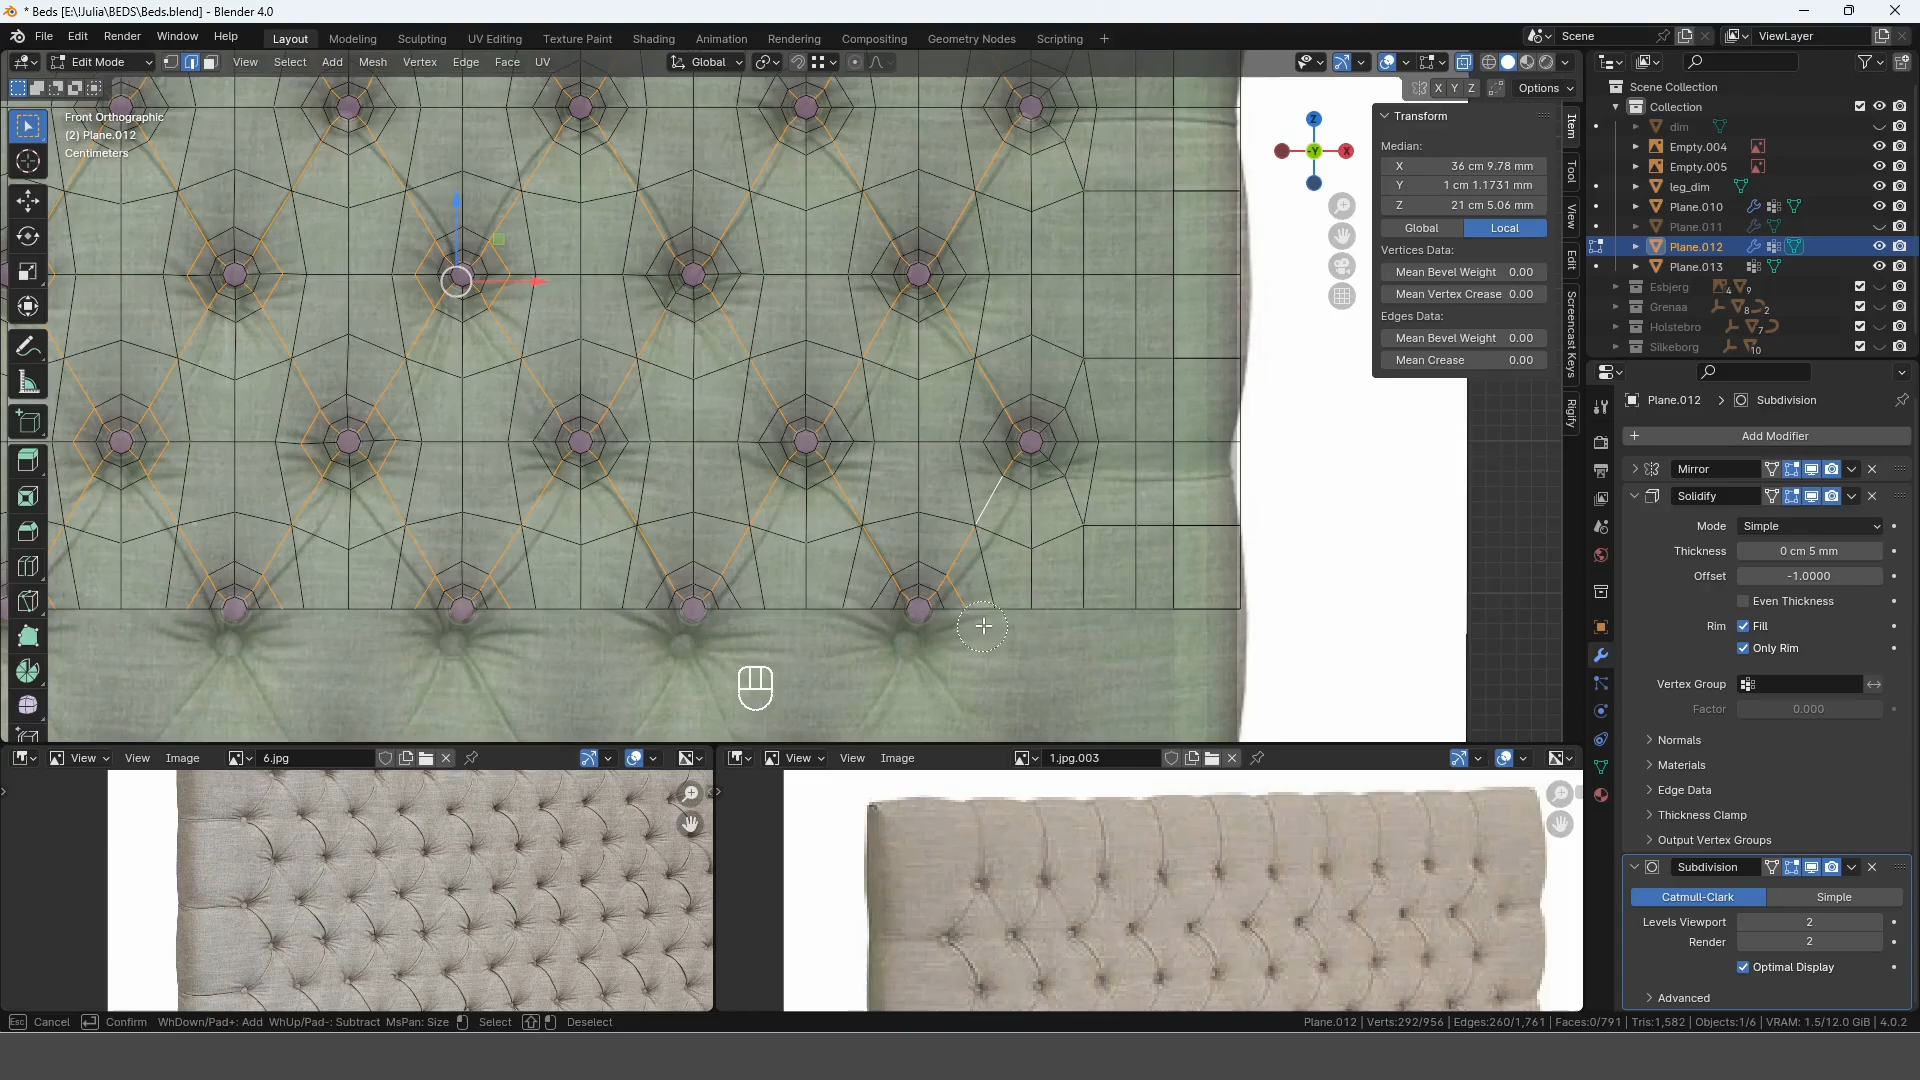 * Beds [E:\!Julia\BEDS\Beds.blend] - Blender 4.0
File Edit Render Window Help Layout Modeling Sculpting UV Editing Texture Paint Shading Animation Rendering Compositing Geometry Nodes Scripting + Scene ViewLayer
Edit Mode View Select Add Mesh Vertex Edge Face UV Global
X Y Z Options
Front Orthographic
(2) Plane.012
Centimeters
Z
-Y
X
Transform
Median:
X 36 cm 9.78 mm
Y 1 cm 1.1731 mm
Z 21 cm 5.06 mm
Global Local
Vertices Data:
Mean Bevel Weight 0.00
Mean Vertex Crease 0.00
Edges Data:
Mean Bevel Weight 0.00
Mean Crease 0.00
Item
Tool
View
Edit
Screencast Keys
Rigify
Scene Collection
Collection
dim
Empty.004
Empty.005
leg_dim
Plane.010
Plane.011
Plane.012
Plane.013
Esbjerg 4 9
Grenaa 8 2
Holstebro 7
Silkeborg 10
Plane.012 > Subdivision
+ Add Modifier
Mirror
Solidify
Mode Simple
Thickness 0 cm 5 mm
Offset -1.0000
Even Thickness
Rim Fill
Only Rim
Vertex Group
Factor 0.000
Normals
Materials
Edge Data
Thickness Clamp
Output Vertex Groups
Subdivision
Catmull-Clark Simple
Levels Viewport 2
Render 2
Optimal Display
Advanced
View View Image 6.jpg
View View Image 1.jpg.003
Esc Cancel Confirm WhDown/Pad+: Add WhUp/Pad-: Subtract MsPan: Size Select Deselect
Plane.012 | Verts:292/956 | Edges:260/1,761 | Faces:0/791 | Tris:1,582 | Objects:1/6 | VRAM: 1.5/12.0 GiB | 4.0.2